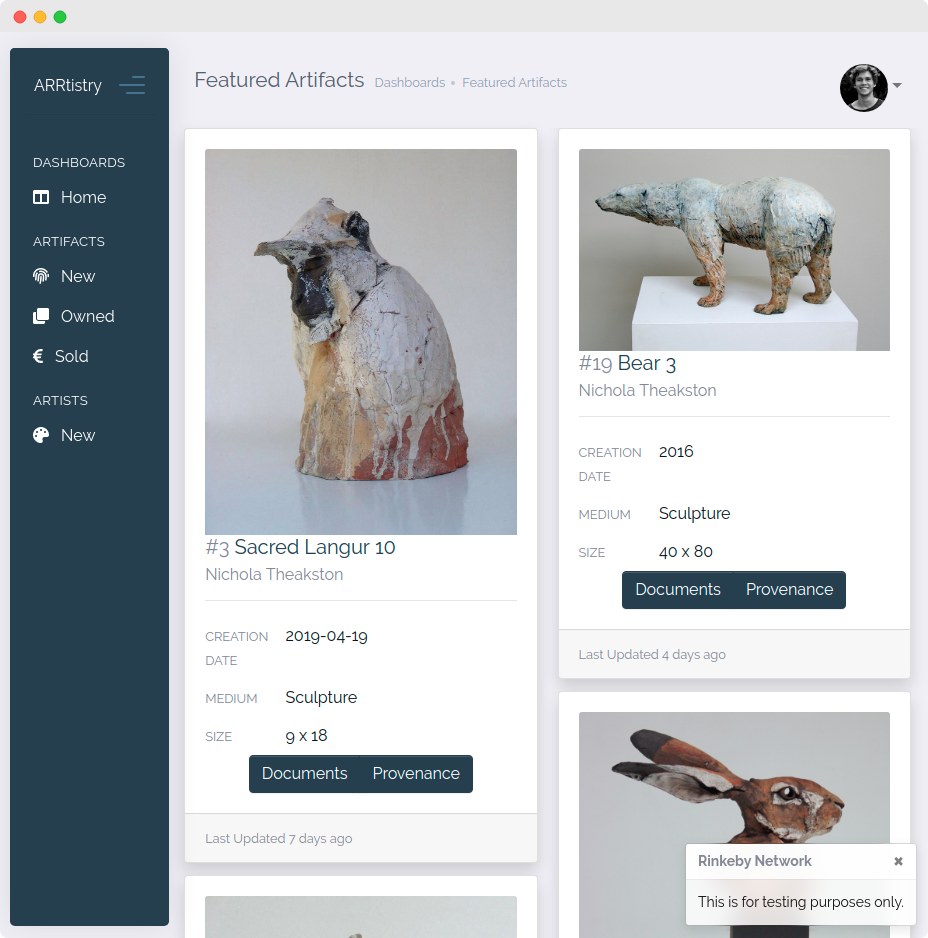 ARRtistry
DASHBOARDS
Home
ARTIFACTS
New
Owned
€ Sold
ARTISTS
New
Featured Artifacts Dashboards • Featured Artifacts
#3 Sacred Langur 10
Nichola Theakston
CREATION DATE 2019-04-19
MEDIUM Sculpture
SIZE 9 x 18
Documents Provenance
Last Updated 7 days ago
#19 Bear 3
Nichola Theakston
CREATION DATE 2016
MEDIUM Sculpture
SIZE 40 x 80
Documents Provenance
Last Updated 4 days ago
Rinkeby Network ×
This is for testing purposes only.